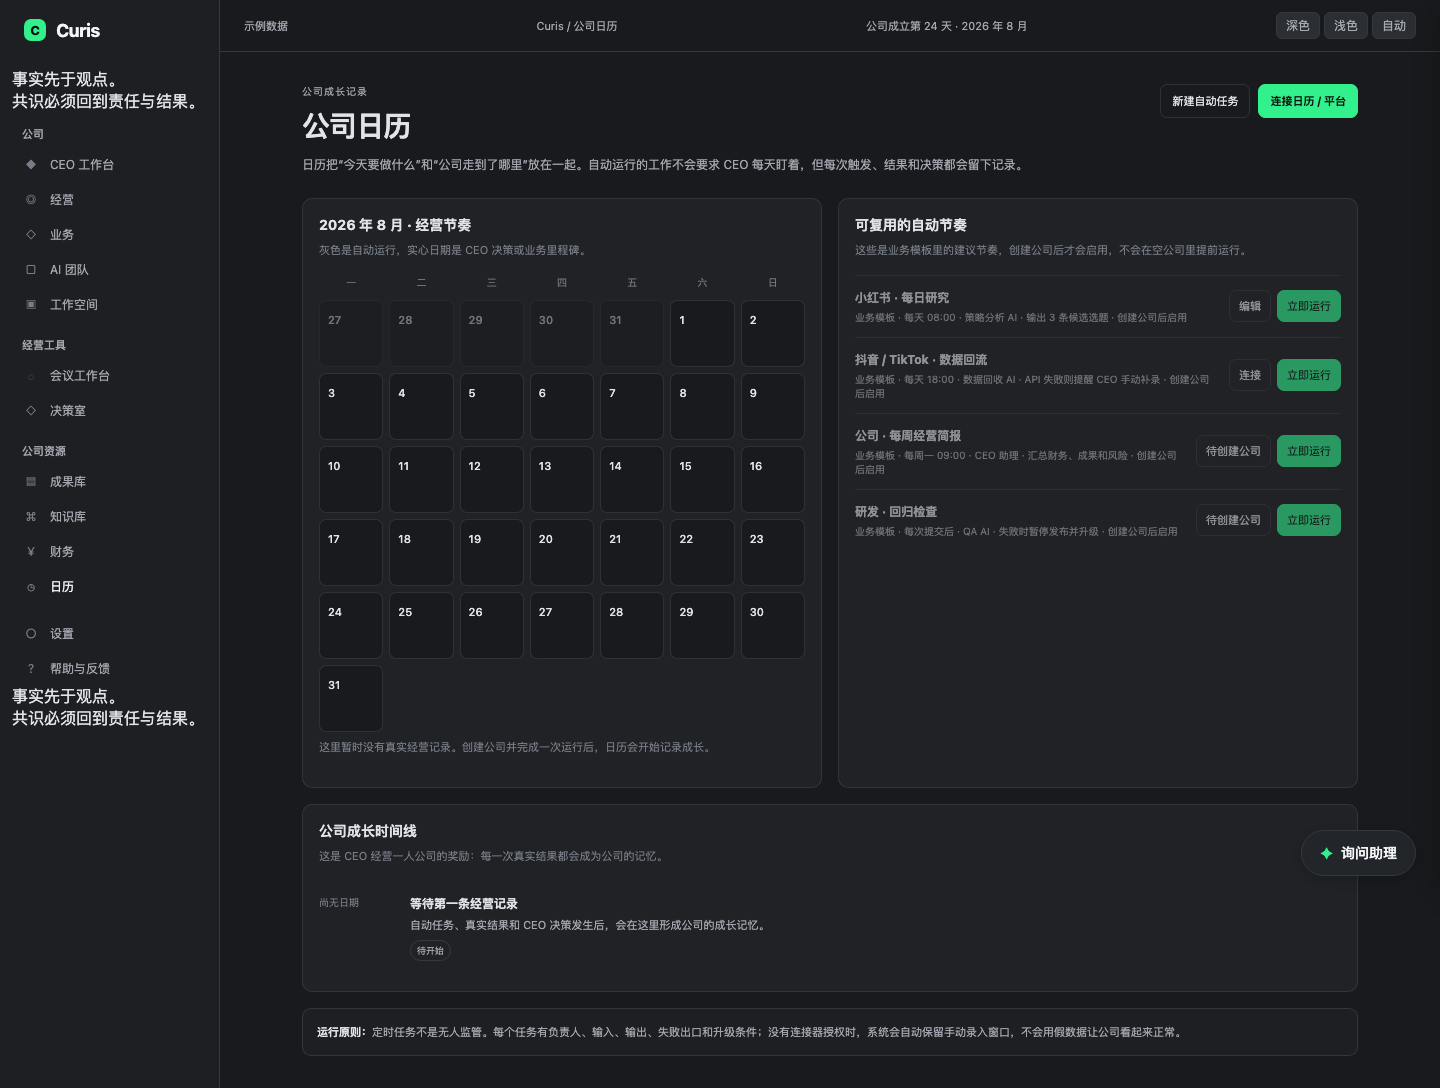 C Curis
事实先于观点。
共识必须回到责任与结果。
公司
CEO 工作台
经营
业务
AI 团队
工作空间
经营工具
会议工作台
决策室
公司资源
成果库
知识库
¥ 财务
日历
设置
? 帮助与反馈
事实先于观点。
共识必须回到责任与结果。
示例数据
Curis / 公司日历
公司成立第 24 天 · 2026 年 8 月
深色 浅色 自动
公司成长记录
公司日历
新建自动任务 连接日历 / 平台
日历把“今天要做什么”和“公司走到了哪里”放在一起。自动运行的工作不会要求 CEO 每天盯着，但每次触发、结果和决策都会留下记录。
2026 年 8 月 · 经营节奏
灰色是自动运行，实心日期是 CEO 决策或业务里程碑。
一 二 三 四 五 六 日
27 28 29 30 31 1 2
3 4 5 6 7 8 9
10 11 12 13 14 15 16
17 18 19 20 21 22 23
24 25 26 27 28 29 30
31
这里暂时没有真实经营记录。创建公司并完成一次运行后，日历会开始记录成长。
可复用的自动节奏
这些是业务模板里的建议节奏，创建公司后才会启用，不会在空公司里提前运行。
小红书 · 每日研究
业务模板 · 每天 08:00 · 策略分析 AI · 输出 3 条候选选题 · 创建公司后启用
编辑 立即运行
抖音 / TikTok · 数据回流
业务模板 · 每天 18:00 · 数据回收 AI · API 失败则提醒 CEO 手动补录 · 创建公司
后启用
连接 立即运行
公司 · 每周经营简报
业务模板 · 每周一 09:00 · CEO 助理 · 汇总财务、成果和风险 · 创建公司
后启用
待创建公司 立即运行
研发 · 回归检查
业务模板 · 每次提交后 · QA AI · 失败时暂停发布并升级 · 创建公司后启用
待创建公司 立即运行
公司成长时间线
这是 CEO 经营一人公司的奖励：每一次真实结果都会成为公司的记忆。
尚无日期
等待第一条经营记录
自动任务、真实结果和 CEO 决策发生后，会在这里形成公司的成长记忆。
待开始
询问助理
运行原则：定时任务不是无人监管。每个任务有负责人、输入、输出、失败出口和升级条件；没有连接器授权时，系统会自动保留手动录入窗口，不会用假数据让公司看起来正常。